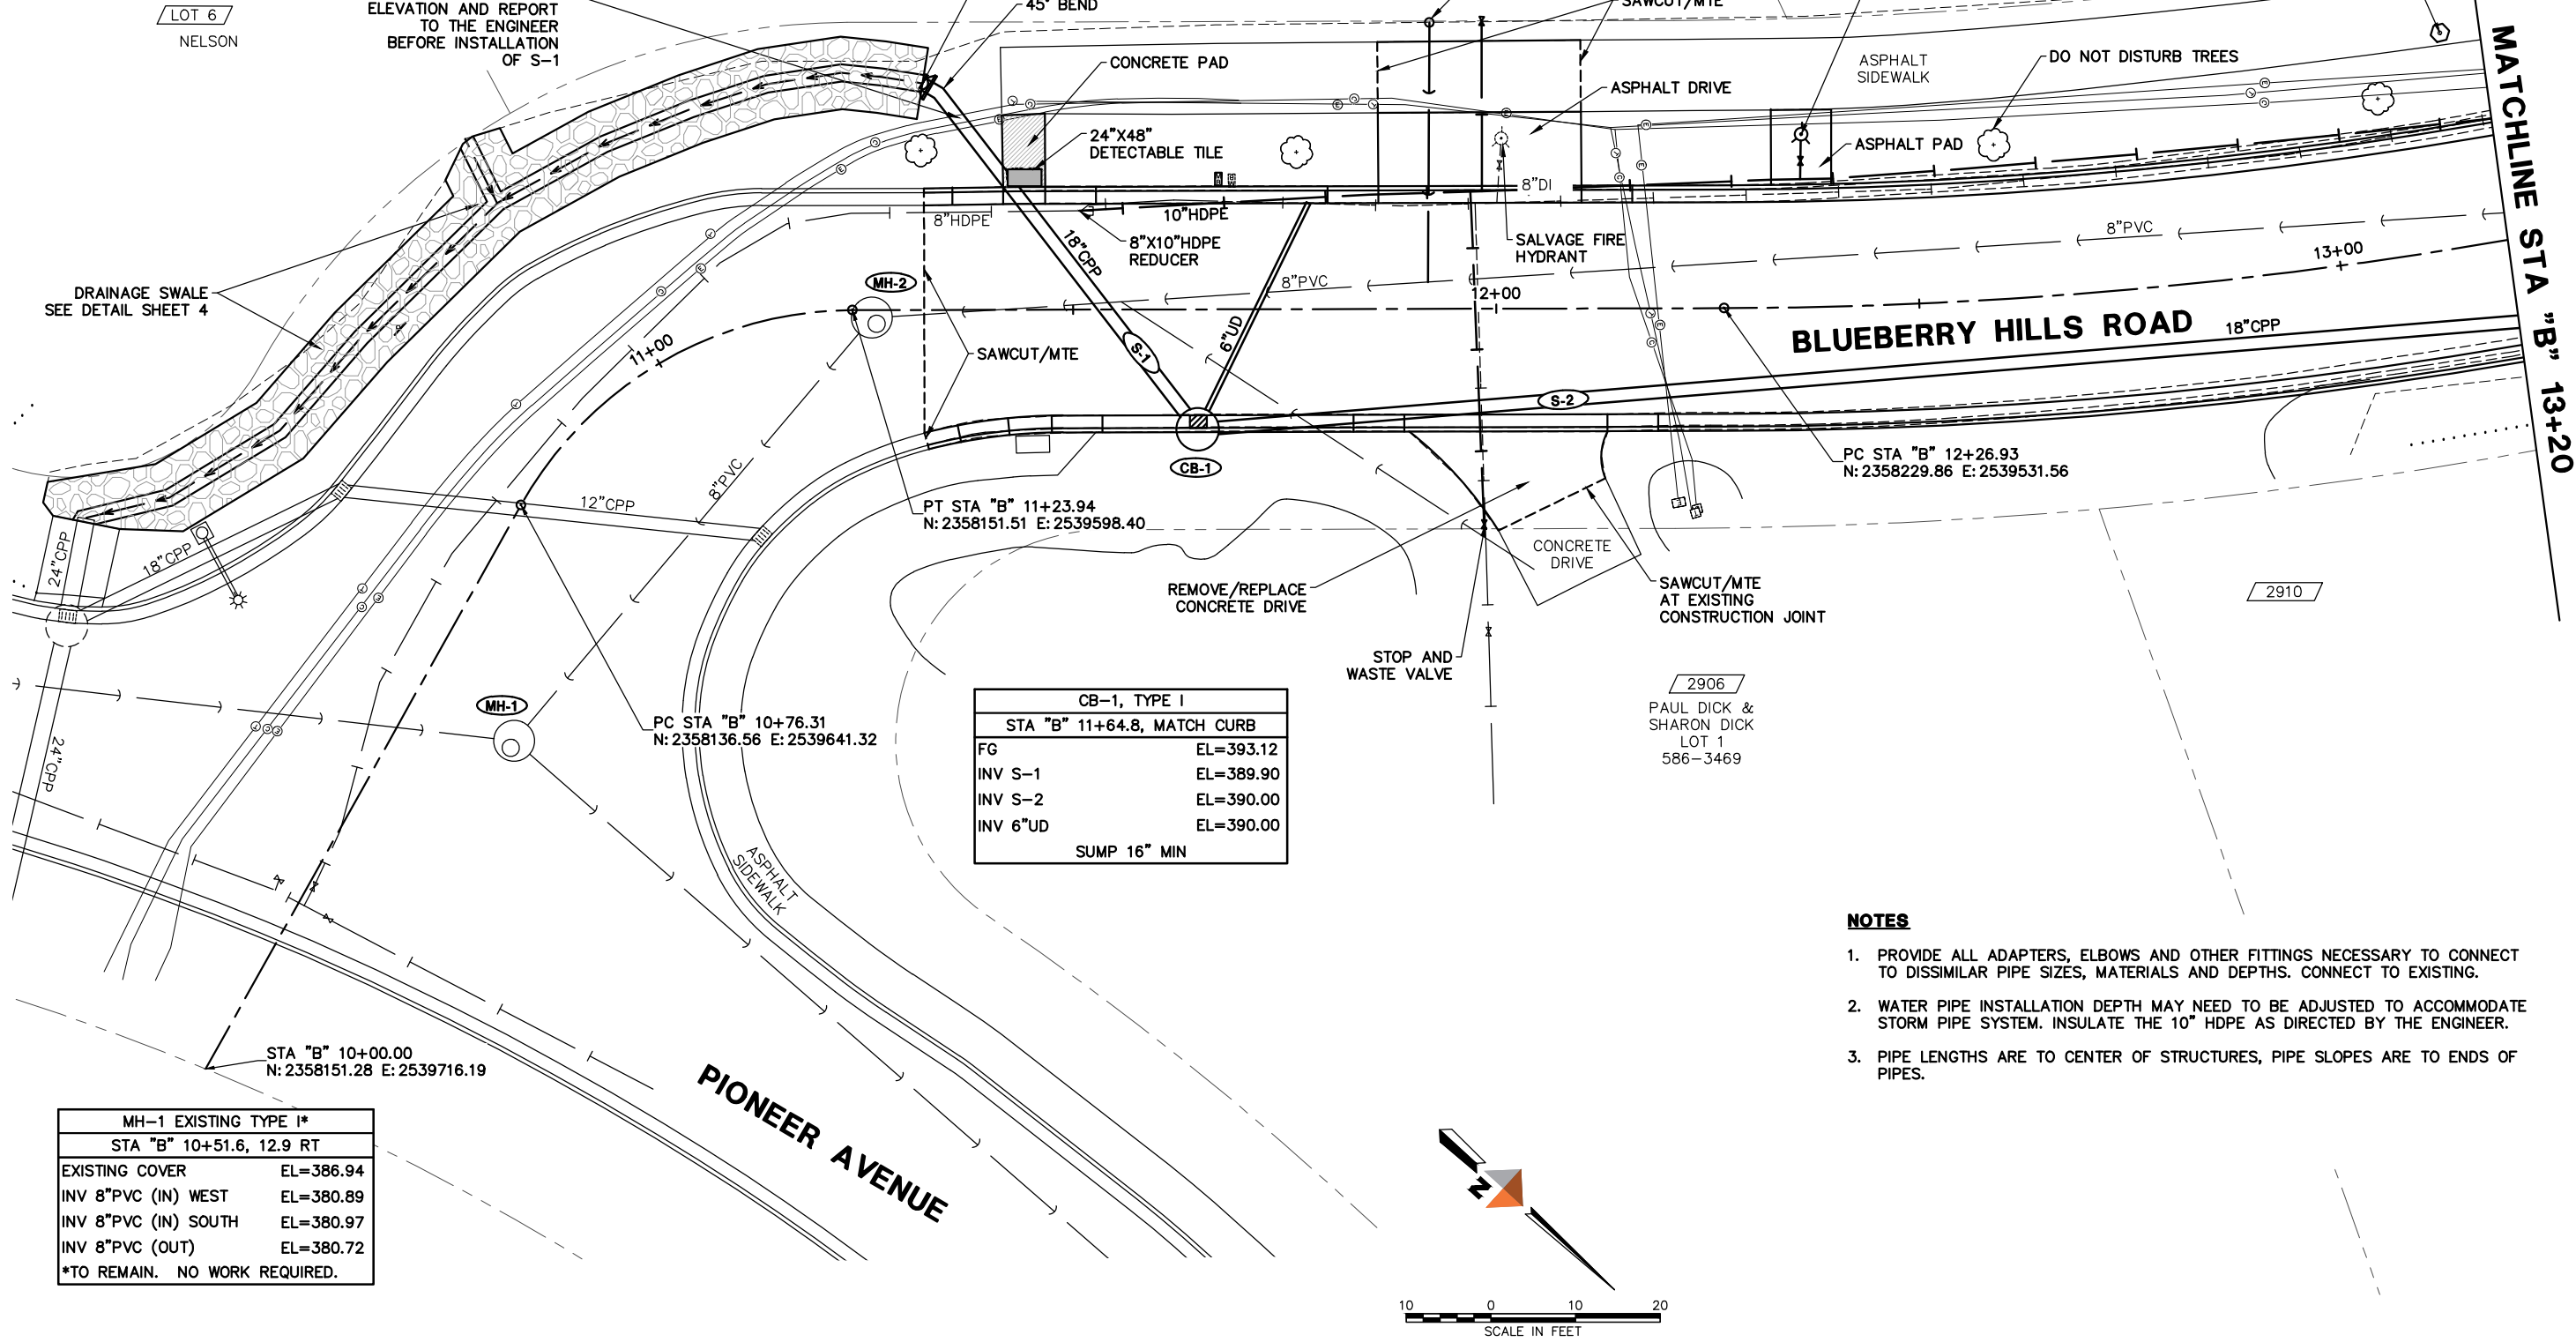 LOT 6
NELSON
ELEVATION AND REPORT
TO THE ENGINEER
BEFORE INSTALLATION
OF S-1
45° BEND
SAWCUT/MTE
CONCRETE PAD
24"X48"
DETECTABLE TILE
ASPHALT DRIVE
ASPHALT
SIDEWALK
DO NOT DISTURB TREES
ASPHALT PAD
MATCHLINE STA "B" 13+20
8"DI
8"HDPE
10"HDPE
8"X10"HDPE
REDUCER
18"CPP
SALVAGE FIRE
HYDRANT
8"PVC
13+00
DRAINAGE SWALE
SEE DETAIL SHEET 4
MH-2
8"PVC
12+00
11+00
SAWCUT/MTE
S-1
6"UD
BLUEBERRY HILLS ROAD
18"CPP
S-2
CB-1
PC STA "B" 12+26.93
N:2358229.86 E:2539531.56
8"PVC
12"CPP
PT STA "B" 11+23.94
N:2358151.51 E:2539598.40
24"CPP
18"CPP
CONCRETE
DRIVE
REMOVE/REPLACE
CONCRETE DRIVE
SAWCUT/MTE
AT EXISTING
CONSTRUCTION JOINT
2910
STOP AND
WASTE VALVE
2906
PAUL DICK &
SHARON DICK
LOT 1
586-3469
MH-1
PC STA "B" 10+76.31
N:2358136.56 E:2539641.32
24"CPP
CB-1, TYPE I
STA "B" 11+64.8, MATCH CURB
FG EL=393.12
INV S-1 EL=389.90
INV S-2 EL=390.00
INV 6"UD EL=390.00
SUMP 16" MIN
ASPHALT
SIDEWALK
NOTES
1. PROVIDE ALL ADAPTERS, ELBOWS AND OTHER FITTINGS NECESSARY TO CONNECT
TO DISSIMILAR PIPE SIZES, MATERIALS AND DEPTHS. CONNECT TO EXISTING.
2. WATER PIPE INSTALLATION DEPTH MAY NEED TO BE ADJUSTED TO ACCOMMODATE
STORM PIPE SYSTEM. INSULATE THE 10" HDPE AS DIRECTED BY THE ENGINEER.
3. PIPE LENGTHS ARE TO CENTER OF STRUCTURES, PIPE SLOPES ARE TO ENDS OF
PIPES.
STA "B" 10+00.00
N:2358151.28 E:2539716.19
PIONEER AVENUE
MH-1 EXISTING TYPE I*
STA "B" 10+51.6, 12.9 RT
EXISTING COVER EL=386.94
INV 8"PVC (IN) WEST EL=380.89
INV 8"PVC (IN) SOUTH EL=380.97
INV 8"PVC (OUT) EL=380.72
*TO REMAIN. NO WORK REQUIRED.
N
10 0 10 20
SCALE IN FEET